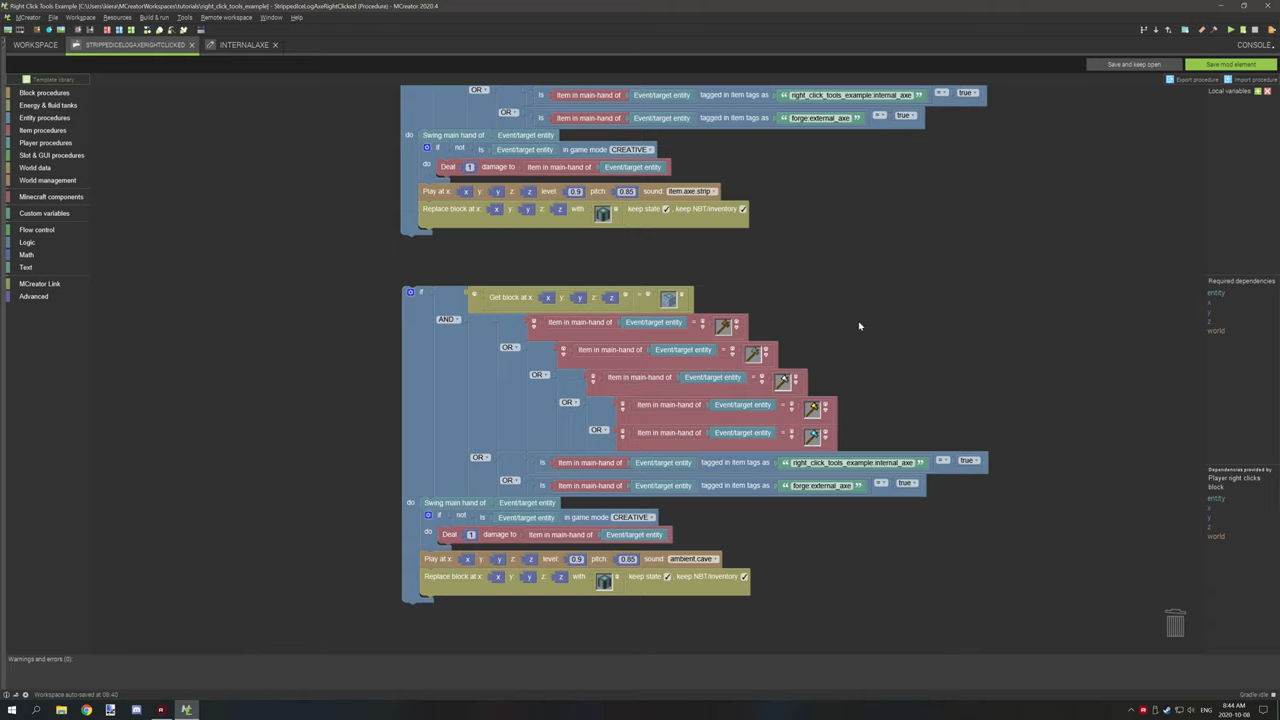 Right Click Tools Example [C:\Users\kiera\MCreatorWorkspaces\tutorials\right_click_tools_example] - StrippedIceLogAxeRightClicked (Procedure) - MCreator 2020.4
MCreator File Workspace Resources Build & run Tools Remote workspace Window Help
WORKSPACE STRIPPEDICELOGAXERIGHTCLICKED INTERNALAXE CONSOLE
Save and keep open Save mod element
Template library Export procedure Import procedure
Block procedures
Energy & fluid tanks
Entity procedures
Item procedures
Player procedures
Slot & GUI procedures
World data
World management
Minecraft components
Custom variables
Flow control
Logic
Math
Text
MCreator Link
Advanced
OR Is Item in main-hand of Event/target entity tagged in item tags as “ right_click_tools_example:internal_axe ” = true
OR Is Item in main-hand of Event/target entity tagged in item tags as “ forge:external_axe ” = true
do Swing main hand of Event/target entity
if not Is Event/target entity in game mode CREATIVE
do Deal 1 damage to Item in main-hand of Event/target entity
Play at x: x y: y z: z level: 0.9 pitch: 0.85 sound: item.axe.strip
Replace block at x: x y: y z: z with keep state , keep NBT/inventory
if Get block at x: x y: y z: z =
AND Item in main-hand of Event/target entity =
OR Item in main-hand of Event/target entity =
OR Item in main-hand of Event/target entity =
OR Item in main-hand of Event/target entity =
OR Item in main-hand of Event/target entity =
OR Is Item in main-hand of Event/target entity tagged in item tags as “ right_click_tools_example:internal_axe ” = true
OR Is Item in main-hand of Event/target entity tagged in item tags as “ forge:external_axe ” = true
do Swing main hand of Event/target entity
if not Is Event/target entity in game mode CREATIVE
do Deal 1 damage to Item in main-hand of Event/target entity
Play at x: x y: y z: z level: 0.9 pitch: 0.85 sound: ambient.cave
Replace block at x: x y: y z: z with keep state , keep NBT/inventory
Local variables
Required dependencies:
entity
x
y
z
world
Dependencies provided by
Player right clicks
block
entity
x
y
z
world
Warnings and errors (0):
Workspace auto-saved at 08:40 Gradle idle
ENG
8:44 AM
2020-10-08